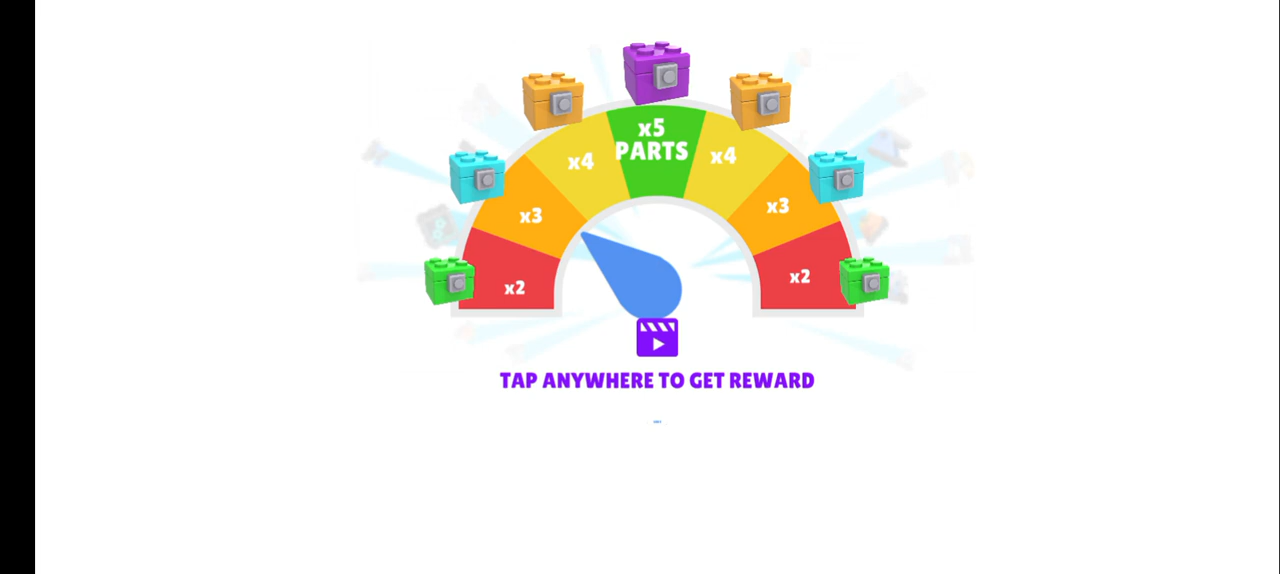 x5
PARTS
x4
x4
x3
x3
x2
x2
TAP ANYWHERE TO GET REWARD